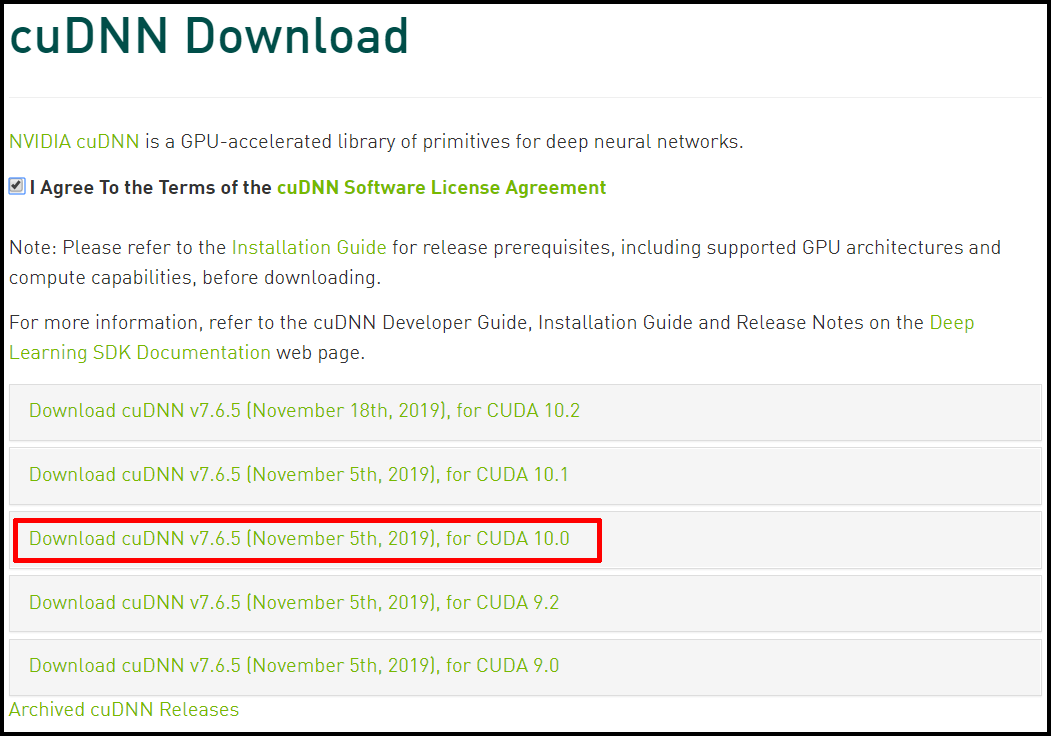 cuDNN Download
NVIDIA cuDNN is a GPU-accelerated library of primitives for deep neural networks.
I Agree To the Terms of the cuDNN Software License Agreement
Note: Please refer to the Installation Guide for release prerequisites, including supported GPU architectures and
compute capabilities, before downloading.
For more information, refer to the cuDNN Developer Guide, Installation Guide and Release Notes on the Deep
Learning SDK Documentation web page.
Download cuDNN v7.6.5 (November 18th, 2019), for CUDA 10.2
Download cuDNN v7.6.5 (November 5th, 2019), for CUDA 10.1
Download cuDNN v7.6.5 (November 5th, 2019), for CUDA 10.0
Download cuDNN v7.6.5 (November 5th, 2019), for CUDA 9.2
Download cuDNN v7.6.5 (November 5th, 2019), for CUDA 9.0
Archived cuDNN Releases